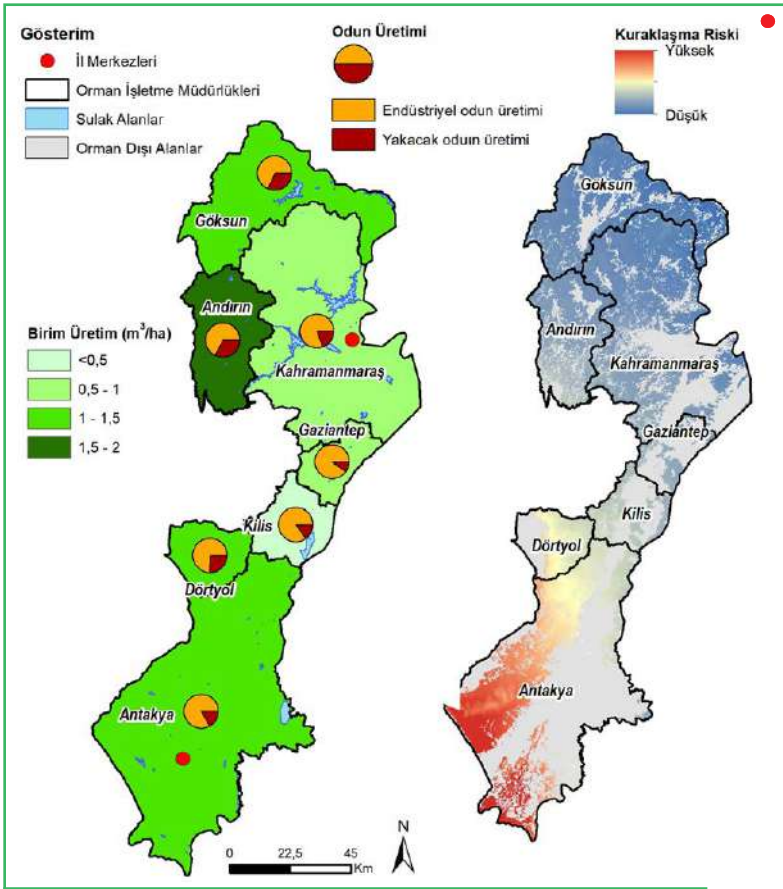 Gösterim
İl Merkezleri
Orman İşletme Müdürlükleri
Sulak Alanlar
Orman Dışı Alanlar
Odun Üretimi
Endüstriyel odun üretimi
Yakacak odun üretimi
Kuraklaşma Riski
Yüksek
Düşük
Birim Üretim (m³/ha)
<0,5
0,5 - 1
1 - 1,5
1,5 - 2
Göksun
Andırın
Kahramanmaraş
Gaziantep
Kilis
Dörtyol
Antakya
Göksun
Andırın
Kahramanmaraş
Gaziantep
Kilis
Dörtyol
Antakya
N
0 22,5 45
Km